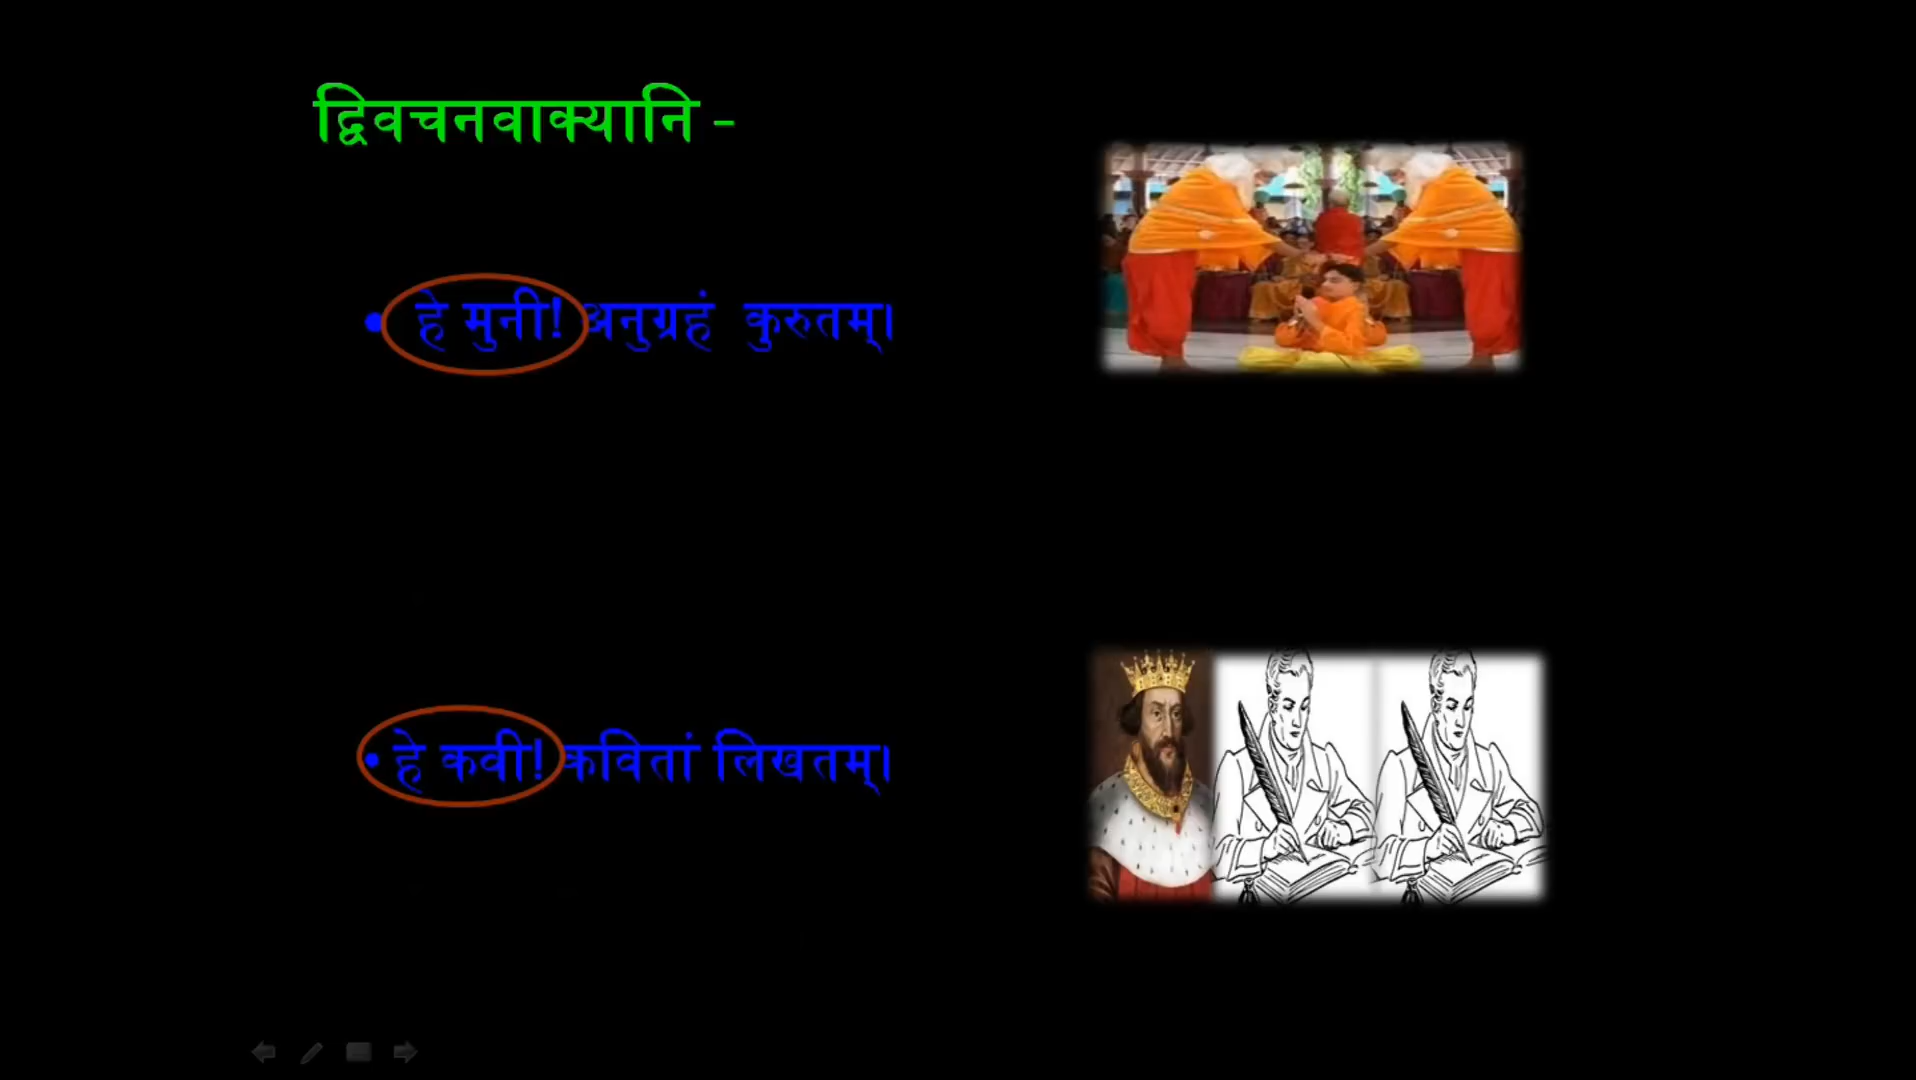 द्विवचनवाक्यानि -
• हे मुनी! अनुग्रहं कुरुतम्।
• हे कवी! कवितां लिखतम्।